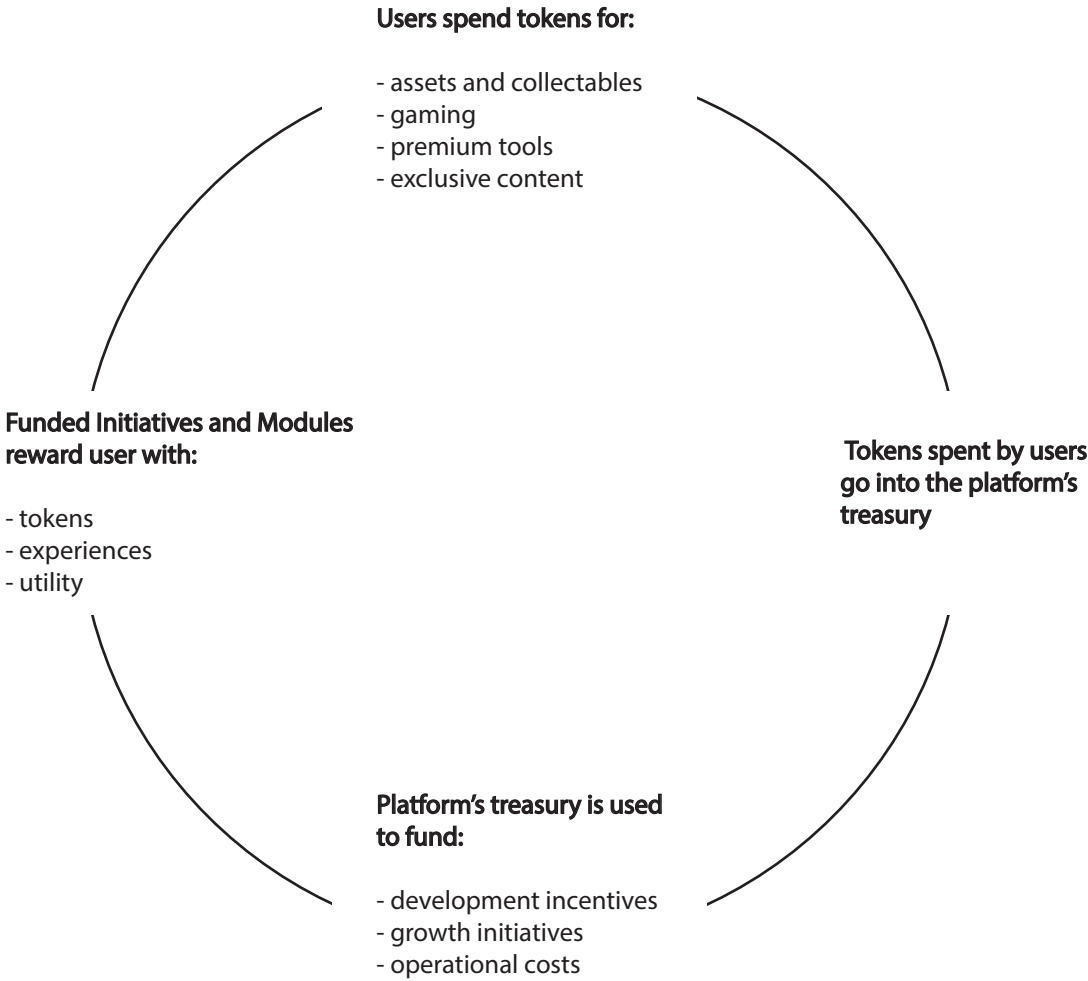 Users spend tokens for:
- assets and collectables
- gaming
- premium tools
- exclusive content
Tokens spent by users
go into the platform’s
treasury
Platform’s treasury is used
to fund:
- development incentives
- growth initiatives
- operational costs
Funded Initiatives and Modules
reward user with:
- tokens
- experiences
- utility